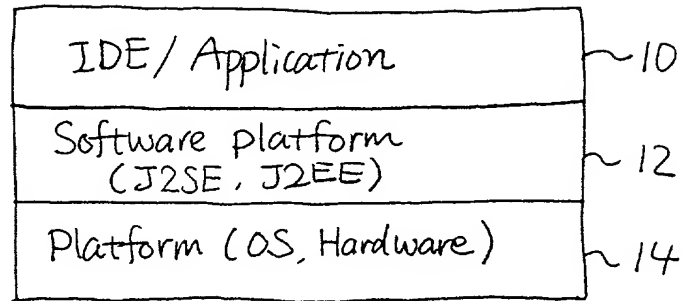 IDE/ Application
~10
Software platform
(J2SE, J2EE)
~12
Platform (OS, Hardware)
~14